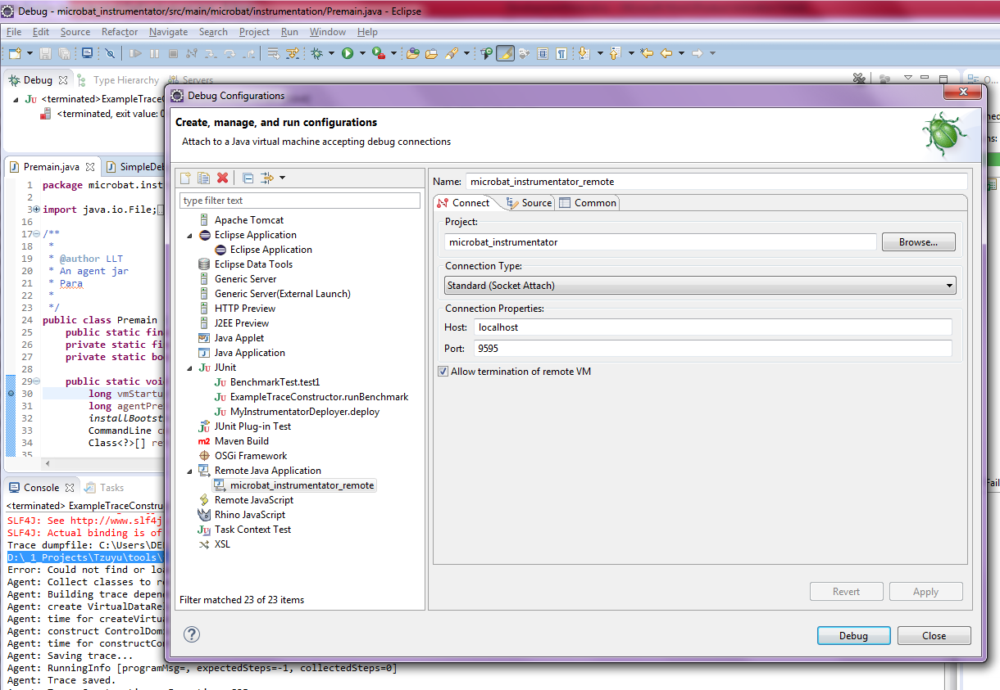 Debug - microbat_instrumentator/src/main/microbat/instrumentation/Premain.java - Eclipse
File Edit Source Refactor Navigate Search Project Run Window Help
Debug Type Hierarchy Servers
<terminated>ExampleTraceC
<terminated, exit value: 0
Premain.java SimpleDeb
1 package microbat.inst
2
3 import java.io.File;
16
17 /**
18 *
19 * @author LLT
20 * An agent jar
21 * Para
22 *
23 */
24 public class Premain
25 public static fin
26 private static fi
27 private static bo
28
29 public static voi
30 long vmStartu
31 long agentPre
32 installBootst
33 CommandLine c
34 Class<?>[] re
35
Console Tasks
<terminated> ExampleTraceConstru
SLF4J: See http://www.slf4j
SLF4J: Actual binding is of
Trace dumpfile: C:\Users\DE
D:\_1_Projects\Tzuyu\tools\
Error: Could not find or loa
Agent: Collect classes to re
Agent: Building trace depen
Agent: create VirtualDataRel
Agent: time for createVirtua
Agent: construct ControlDomi
Agent: time for constructCon
Agent: Saving trace...
Agent: RunningInfo [programMsg=, expectedSteps=-1, collectedSteps=0]
Agent: Trace saved.
Debug Configurations
Create, manage, and run configurations
Attach to a Java virtual machine accepting debug connections
type filter text
Apache Tomcat
Eclipse Application
Eclipse Application
Eclipse Data Tools
Generic Server
Generic Server(External Launch)
HTTP Preview
J2EE Preview
Java Applet
Java Application
JUnit
BenchmarkTest.test1
ExampleTraceConstructor.runBenchmark
MyInstrumentatorDeployer.deploy
JUnit Plug-in Test
Maven Build
OSGi Framework
Remote Java Application
microbat_instrumentator_remote
Remote JavaScript
Rhino JavaScript
Task Context Test
XSL
Filter matched 23 of 23 items
Name: microbat_instrumentator_remote
Connect Source Common
Project:
microbat_instrumentator Browse...
Connection Type:
Standard (Socket Attach)
Connection Properties:
Host: localhost
Port: 9595
Allow termination of remote VM
Revert Apply
Debug Close